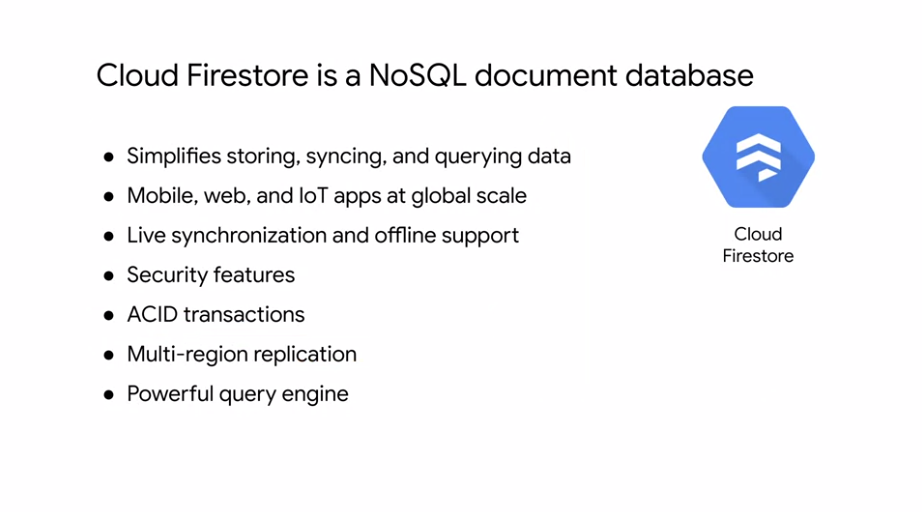 Cloud Firestore is a NoSQL document database
● Simplifies storing, syncing, and querying data
● Mobile, web, and IoT apps at global scale
● Live synchronization and offline support
● Security features
● ACID transactions
● Multi-region replication
● Powerful query engine
Cloud
Firestore